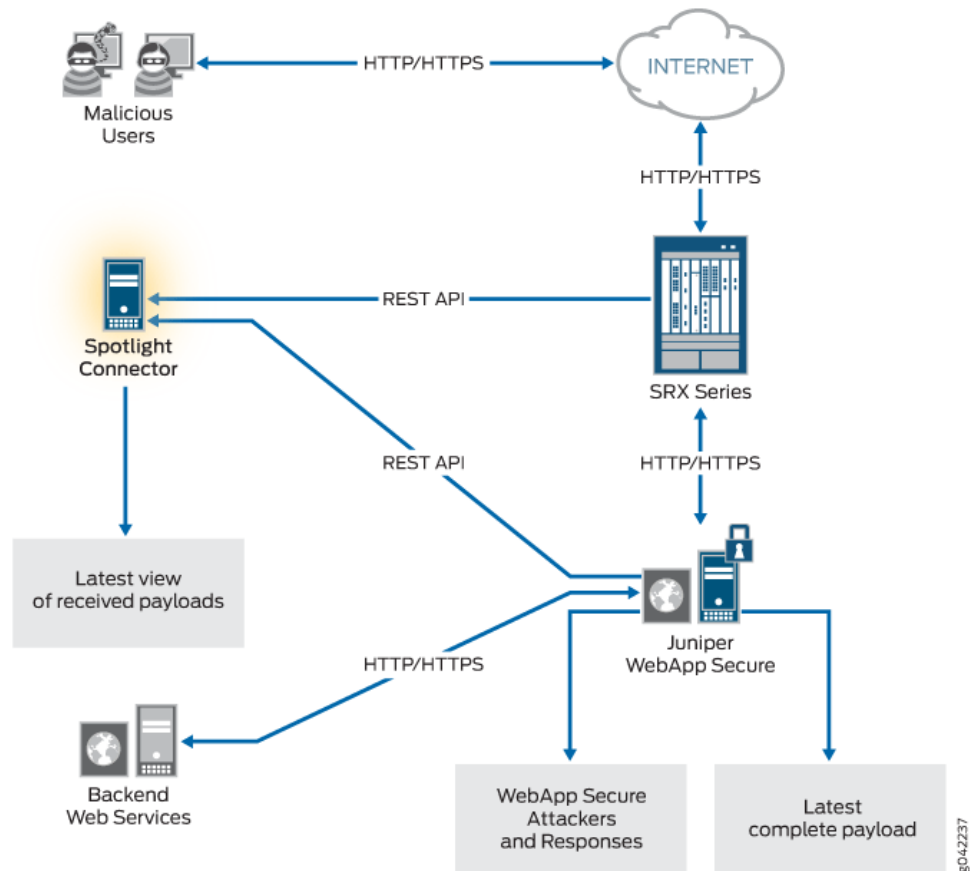 HTTP/HTTPS
INTERNET
Malicious
Users
HTTP/HTTPS
REST API
Spotlight
Connector
SRX Series
REST API
HTTP/HTTPS
Latest view
of received payloads
Juniper
WebApp Secure
HTTP/HTTPS
Backend
Web Services
WebApp Secure
Attackers
and Responses
Latest
complete payload
g042237